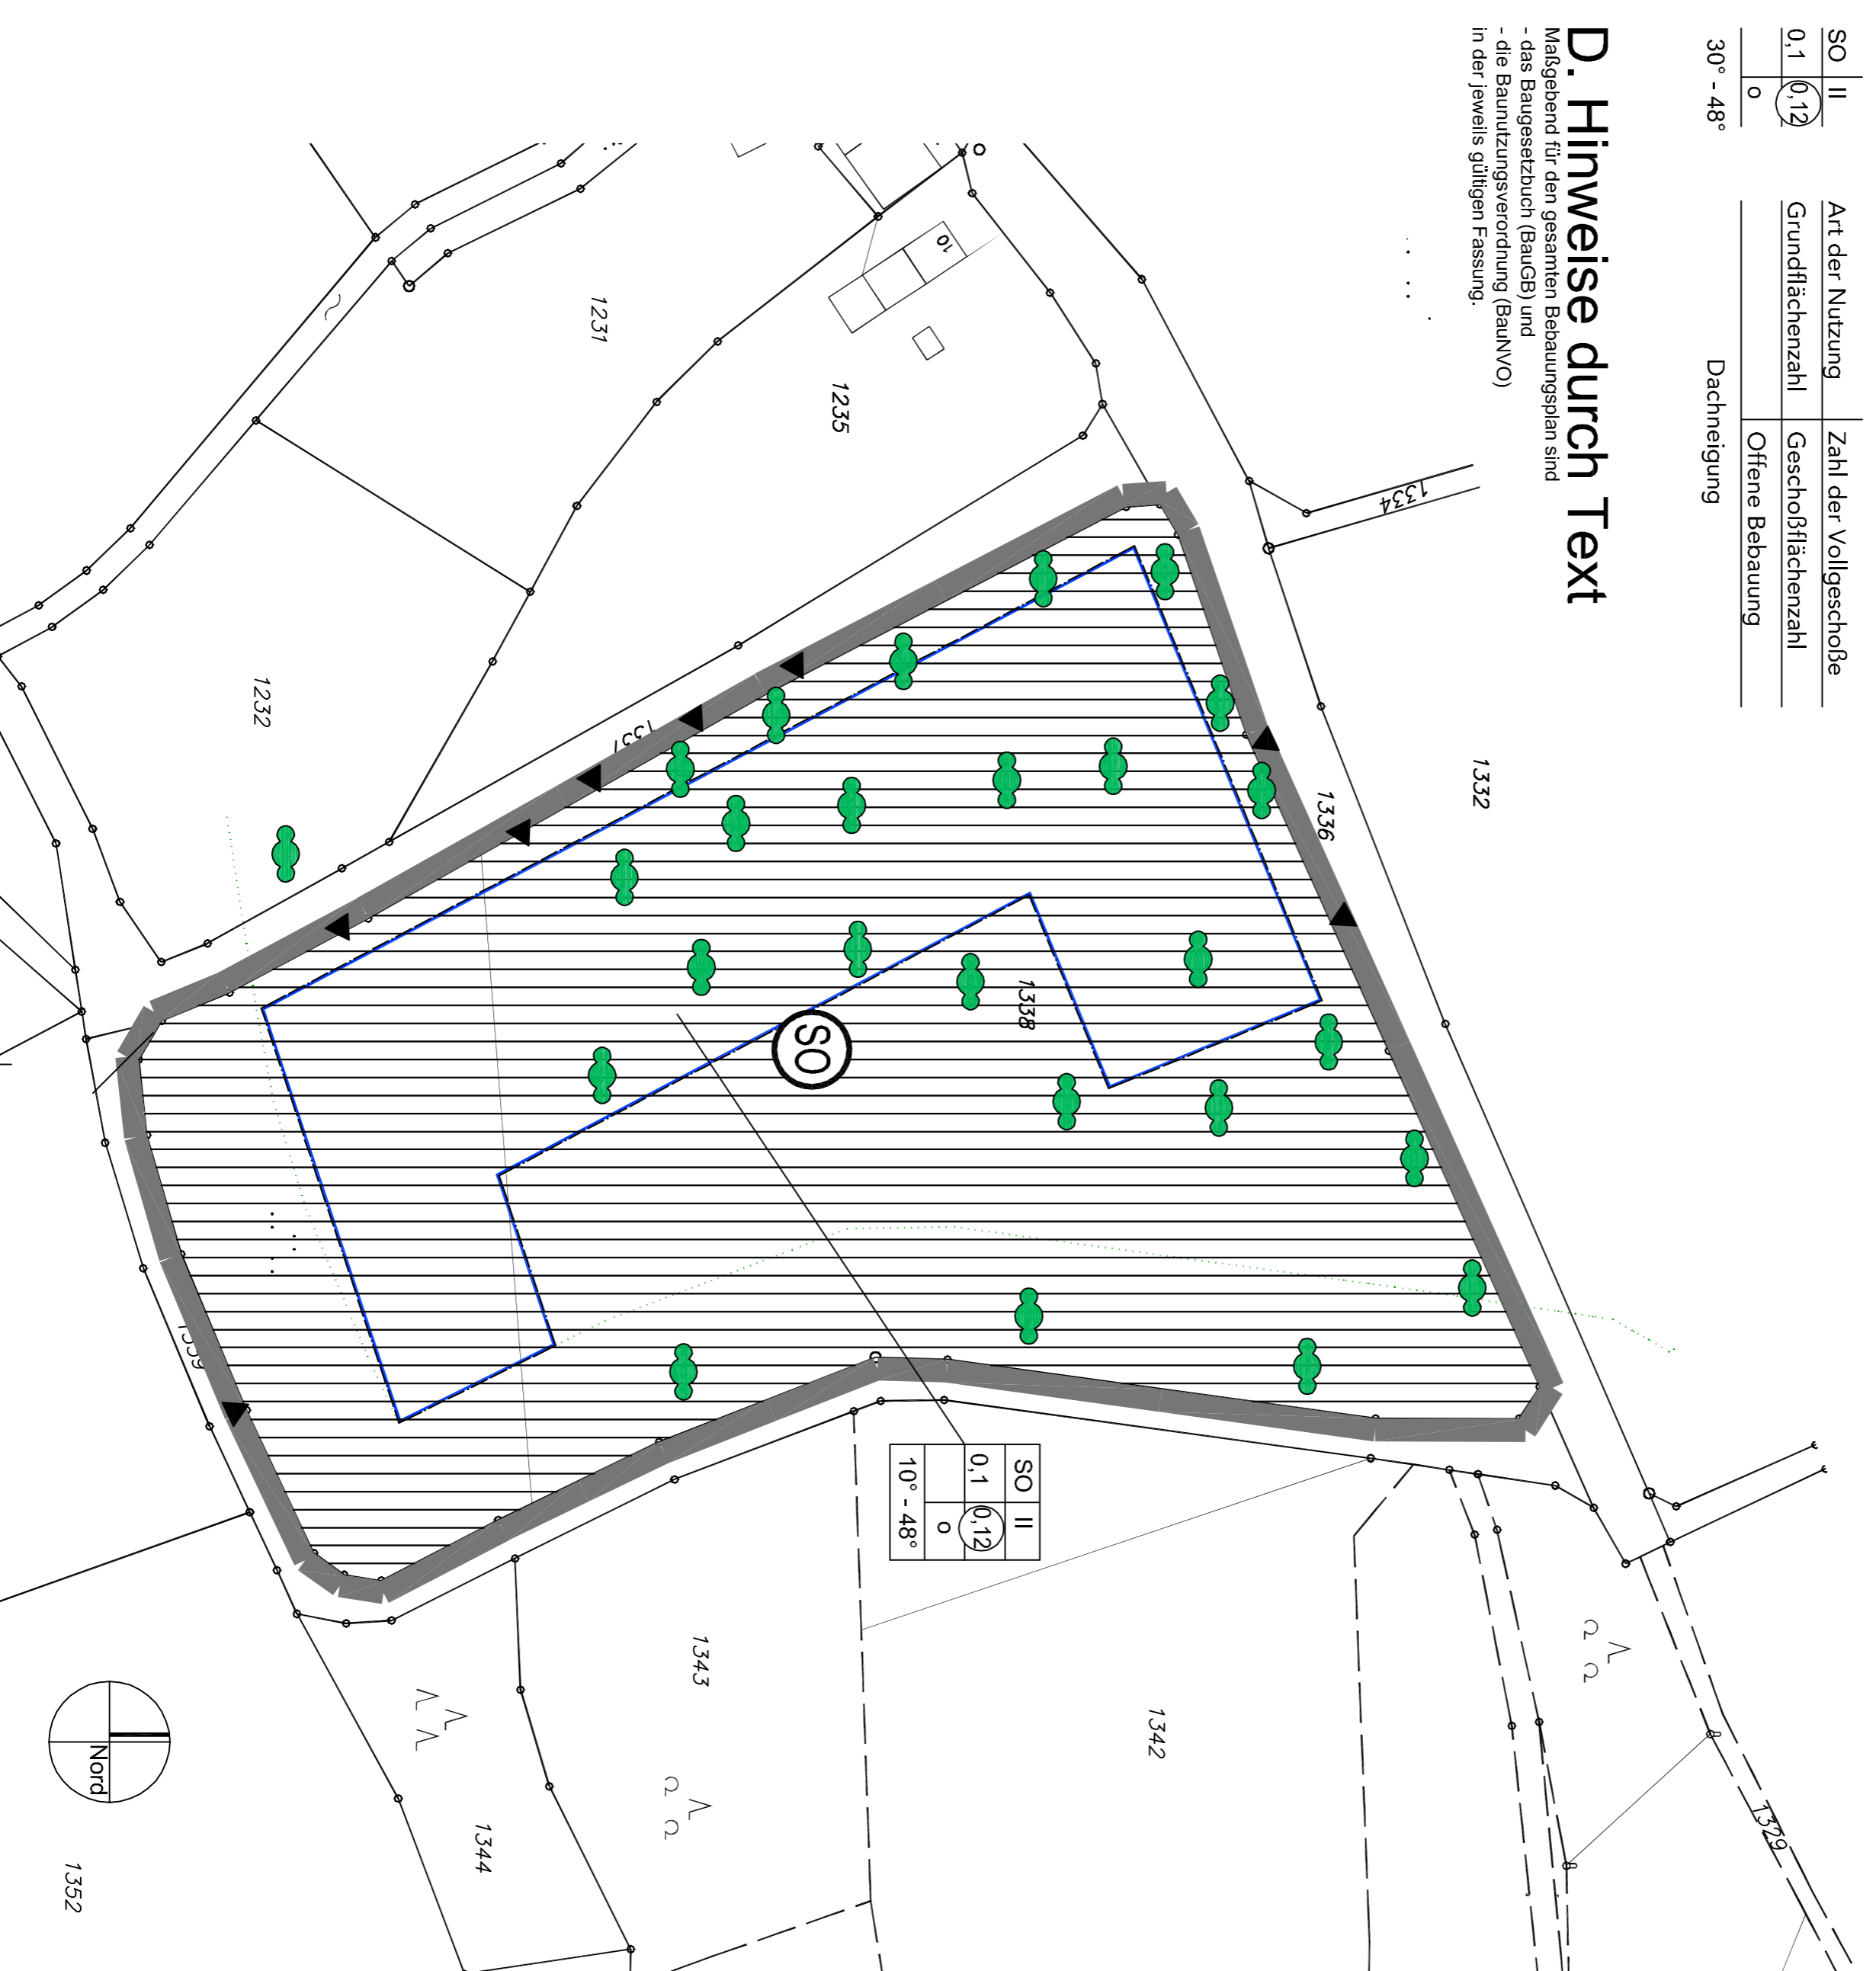 SO II
0,1 0,12
o
30° - 48°
Art der Nutzung Zahl der Vollgeschoße
Grundflächenzahl Geschoßflächenzahl
Offene Bebauung
Dachneigung
D. Hinweise durch Text
Maßgebend für den gesamten Bebauungsplan sind
- das Baugesetzbuch (BauGB) und
- die Baunutzungsverordnung (BauNVO)
in der jeweils gültigen Fassung.
1334
10
1231
1235
1232
1332
1336
1338
SO
SO II
0,1 0,12
o
10° - 48°
1343
1342
1344
1329
1352
Nord